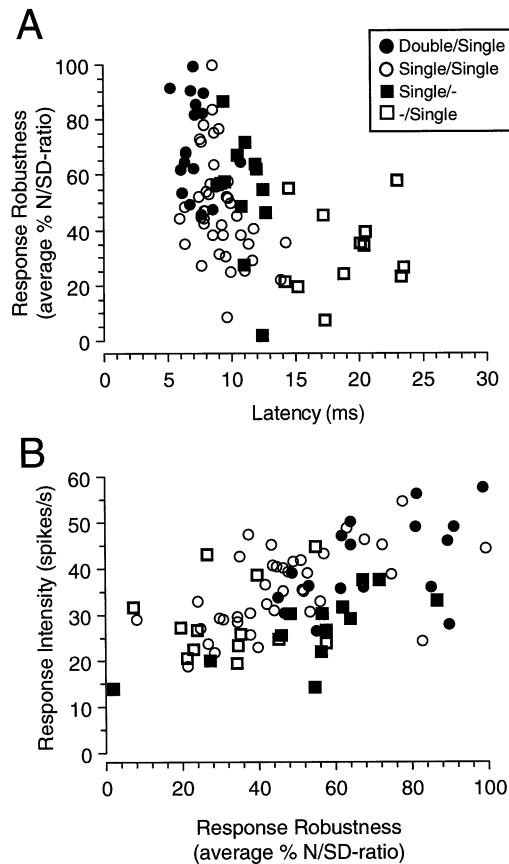 A
Double/Single
Single/Single
Single/-
-/Single
Response Robustness
(average % N/SD-ratio)
100
80
60
40
20
0
0 5 10 15 20 25 30
Latency (ms)
B
Response Intensity (spikes/s)
60
50
40
30
20
10
0
0 20 40 60 80 100
Response Robustness
(average % N/SD-ratio)